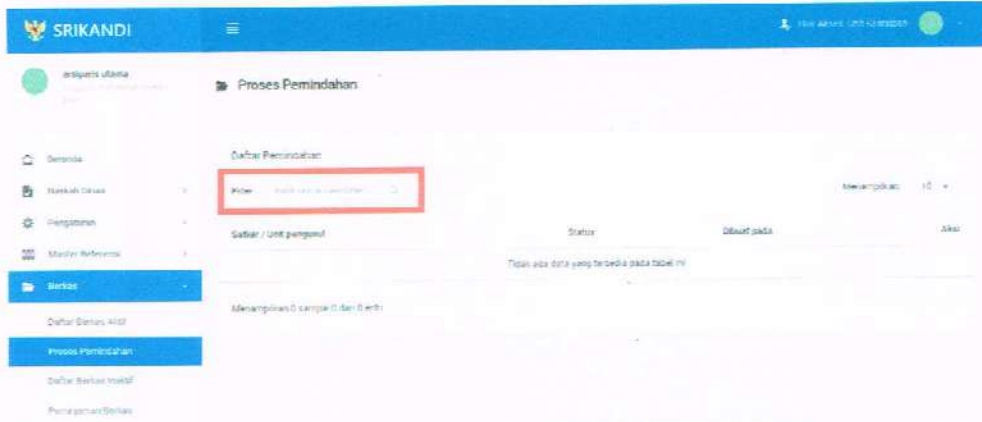 SRIKANDI
arsiparis utama
Proses Pemindahan
Daftar Pemindahan
Beranda
Naskah Dinas
Filter
Menampilkan 10
Pengaturan
Satker / Unit pengusul Status Dibuat pada Aksi
Master Referensi
Tidak ada data yang tersedia pada tabel ini
Berkas
Menampilkan 0 sampai 0 dari 0 entri
Daftar Berkas Aktif
Proses Pemindahan
Daftar Berkas Inaktif
Peminjaman Berkas